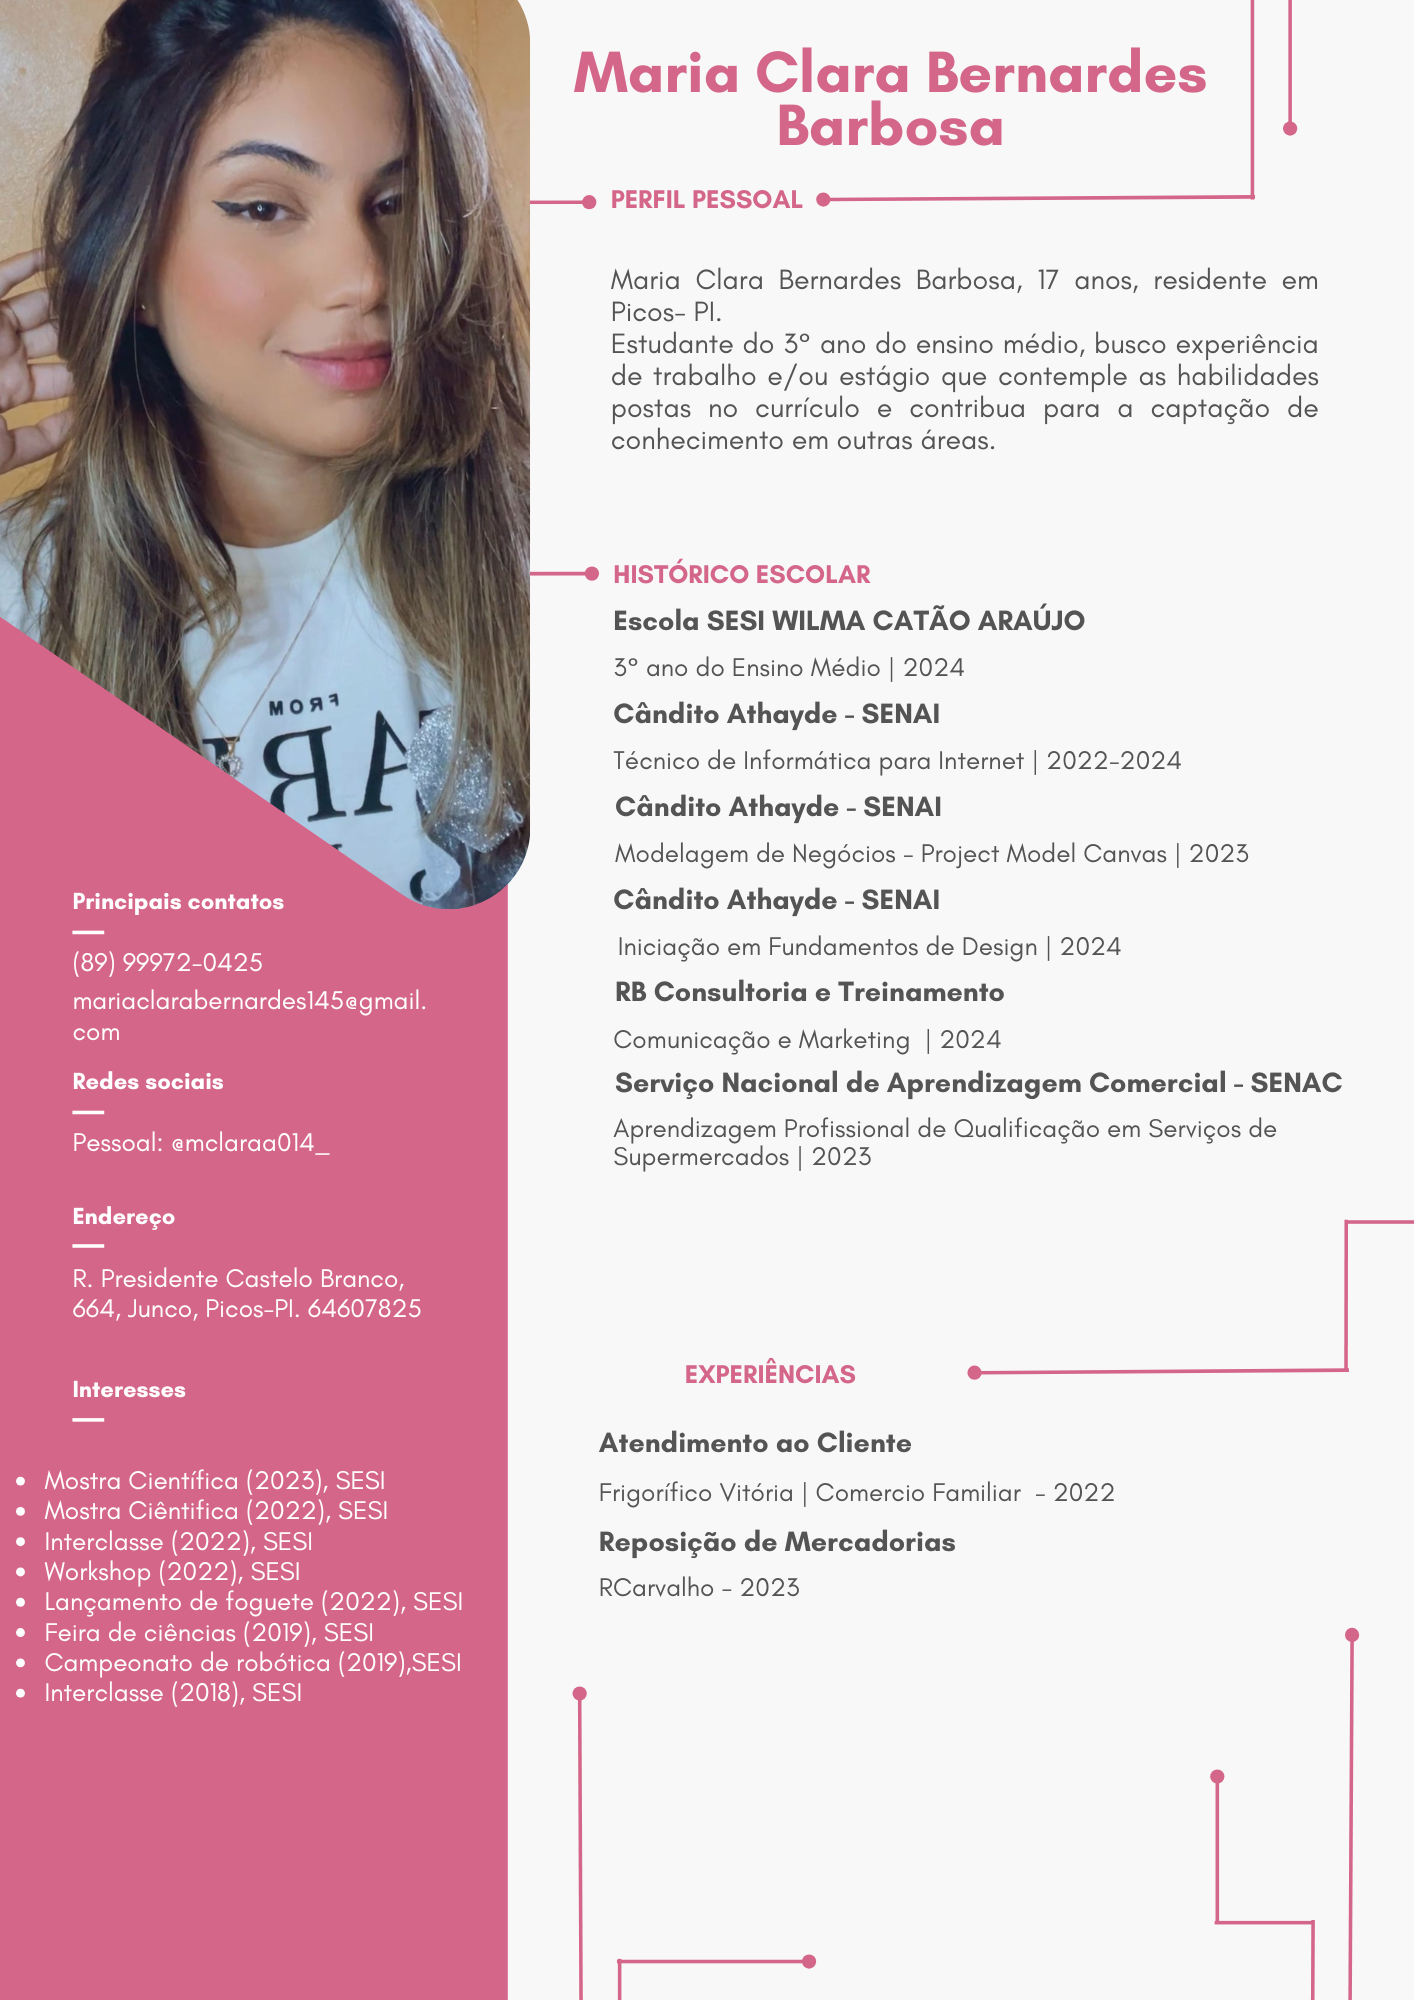 Maria Clara Bernardes
Barbosa
PERFIL PESSOAL
Maria Clara Bernardes Barbosa, 17 anos, residente em
Picos- PI.
Estudante do 3° ano do ensino médio, busco experiência
de trabalho e/ou estágio que contemple as habilidades
postas no currículo e contribua para a captação de
conhecimento em outras áreas.
HISTÓRICO ESCOLAR
Escola SESI WILMA CATÃO ARAÚJO
3° ano do Ensino Médio | 2024
Cândito Athayde - SENAI
Técnico de Informática para Internet | 2022-2024
Cândito Athayde - SENAI
Modelagem de Negócios - Project Model Canvas | 2023
Cândito Athayde - SENAI
Iniciação em Fundamentos de Design | 2024
RB Consultoria e Treinamento
Comunicação e Marketing | 2024
Serviço Nacional de Aprendizagem Comercial - SENAC
Aprendizagem Profissional de Qualificação em Serviços de
Supermercados | 2023
EXPERIÊNCIAS
Atendimento ao Cliente
Frigorífico Vitória | Comercio Familiar - 2022
Reposição de Mercadorias
RCarvalho - 2023
FROM
Principais contatos
(89) 99972-0425
mariaclarabernardes145@gmail.
com
Redes sociais
Pessoal: @mclaraa014_
Endereço
R. Presidente Castelo Branco,
664, Junco, Picos-PI. 64607825
Interesses
• Mostra Científica (2023), SESI
• Mostra Ciêntifica (2022), SESI
• Interclasse (2022), SESI
• Workshop (2022), SESI
• Lançamento de foguete (2022), SESI
• Feira de ciências (2019), SESI
• Campeonato de robótica (2019),SESI
• Interclasse (2018), SESI